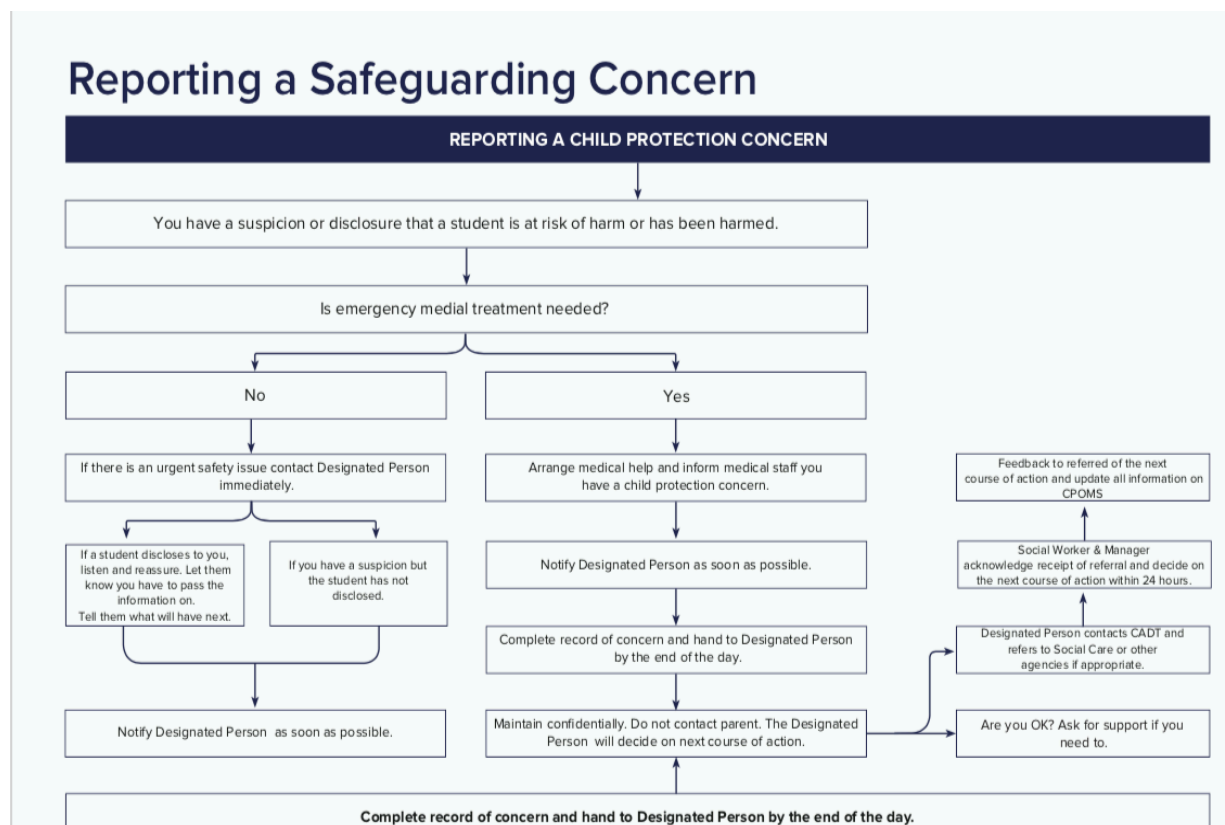 Reporting a Safeguarding Concern
REPORTING A CHILD PROTECTION CONCERN
You have a suspicion or disclosure that a student is at risk of harm or has been harmed.
Is emergency medial treatment needed?
No
Yes
If there is an urgent safety issue contact Designated Person
immediately.
Arrange medical help and inform medical staff you
have a child protection concern.
Feedback to referred of the next
course of action and update all information on
CPOMS
If a student discloses to you,
listen and reassure. Let them
know you have to pass the
information on.
Tell them what will have next.
If you have a suspicion but
the student has not
disclosed.
Notify Designated Person as soon as possible.
Social Worker & Manager
acknowledge receipt of referral and decide on
the next course of action within 24 hours.
Complete record of concern and hand to Designated Person
by the end of the day.
Designated Person contacts CADT and
refers to Social Care or other
agencies if appropriate.
Notify Designated Person as soon as possible.
Maintain confidentially. Do not contact parent. The Designated
Person will decide on next course of action.
Are you OK? Ask for support if you
need to.
Complete record of concern and hand to Designated Person by the end of the day.